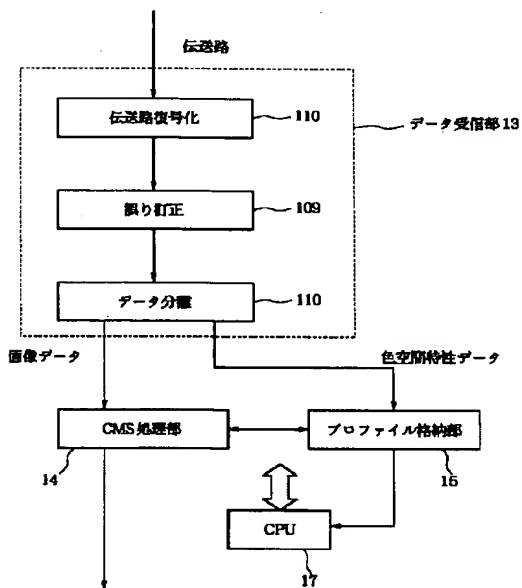 伝送路
伝送路復号化
110
データ受信部13
誤り訂正
109
データ分離
110
画像データ
色空間特性データ
CMS処理部
プロファイル格納部
14
15
CPU
17